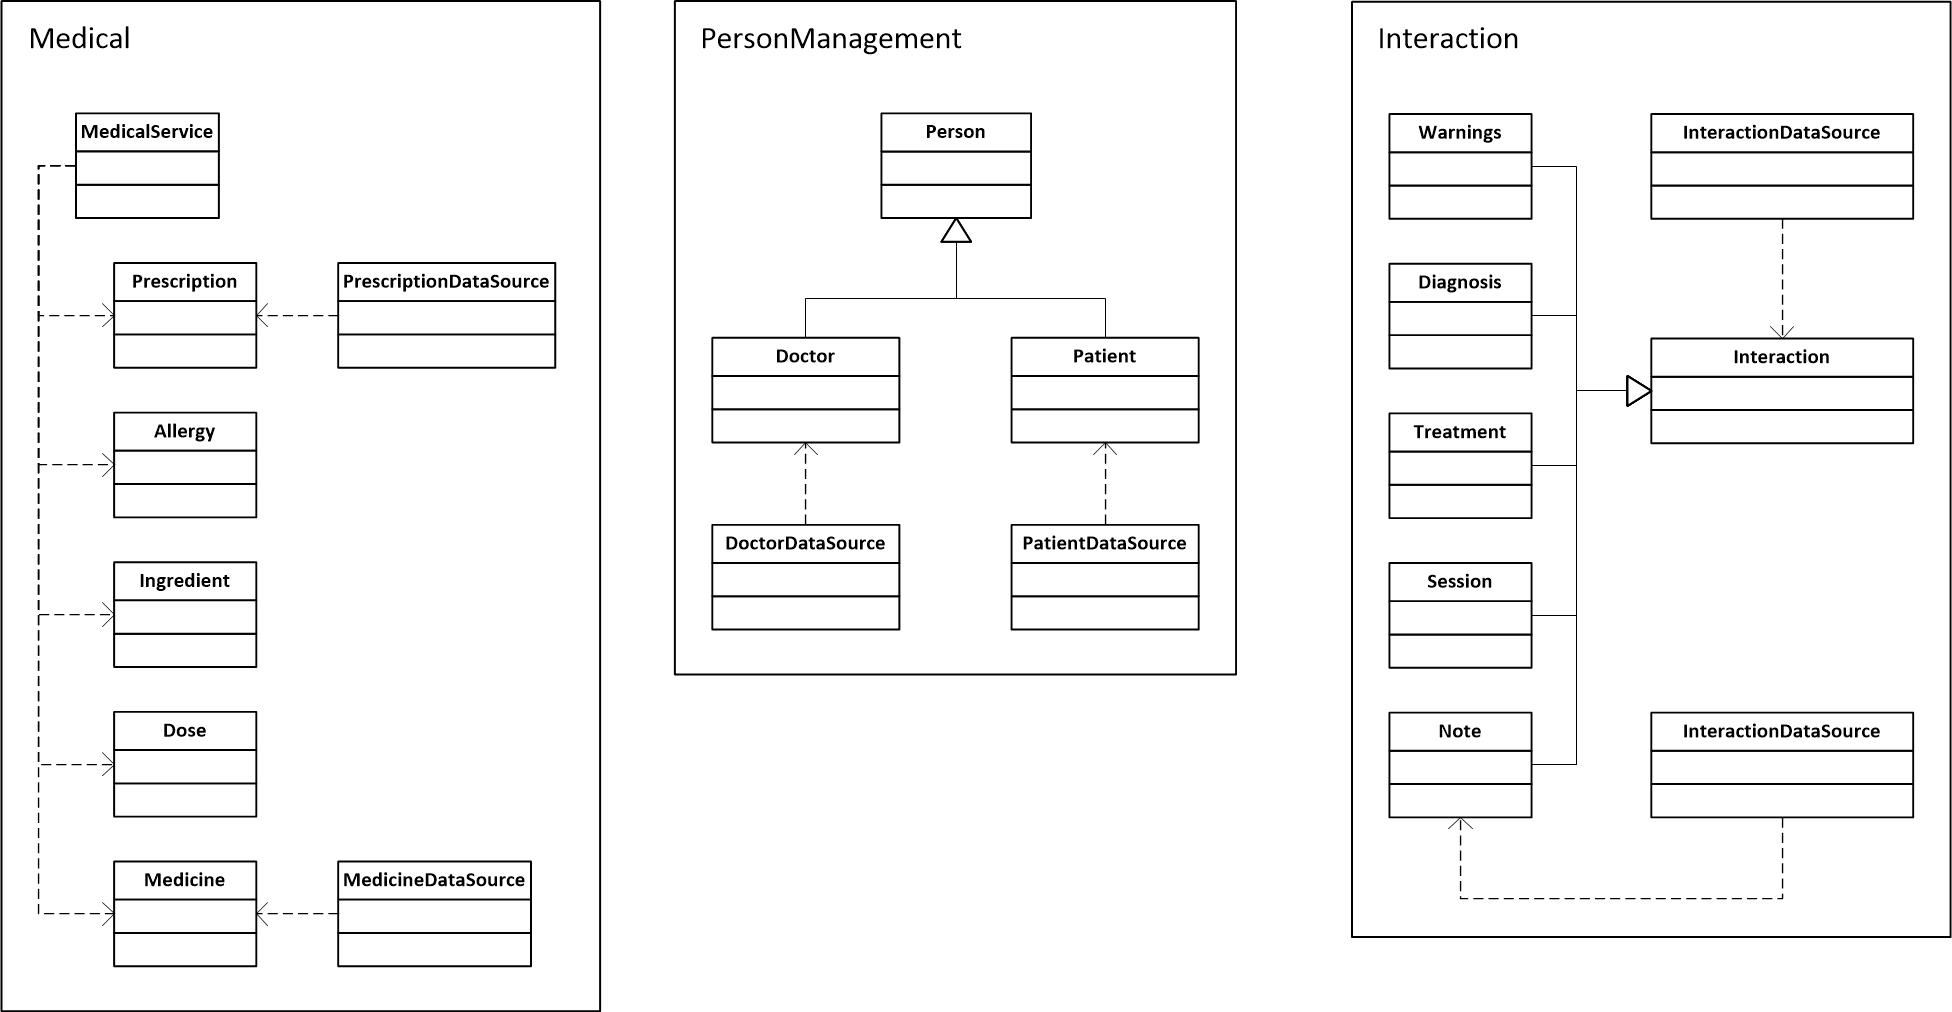 Medical
MedicalService
Prescription
PrescriptionDataSource
Allergy
Ingredient
Dose
Medicine
MedicineDataSource
PersonManagement
Person
Doctor
Patient
DoctorDataSource
PatientDataSource
Interaction
Warnings
InteractionDataSource
Diagnosis
Interaction
Treatment
Session
Note
InteractionDataSource